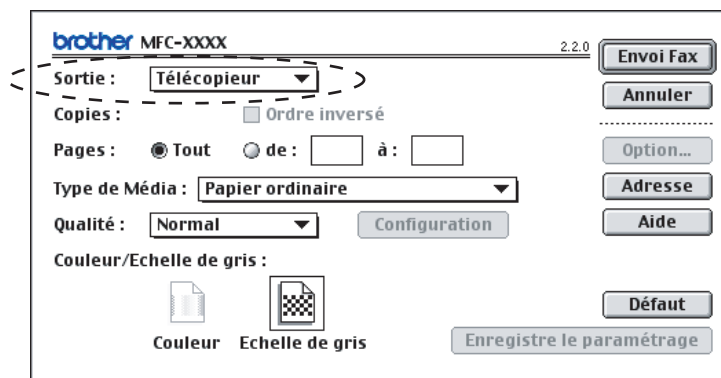 brother MFC-XXXX 2.2.0 Envoi Fax
Sortie : Télécopieur
Annuler
Copies : Ordre inversé
Pages : Tout de : à : Option...
Type de Média : Papier ordinaire Adresse
Qualité : Normal Configuration Aide
Couleur/Echelle de gris :
Défaut
Couleur Echelle de gris Enregistre le paramétrage